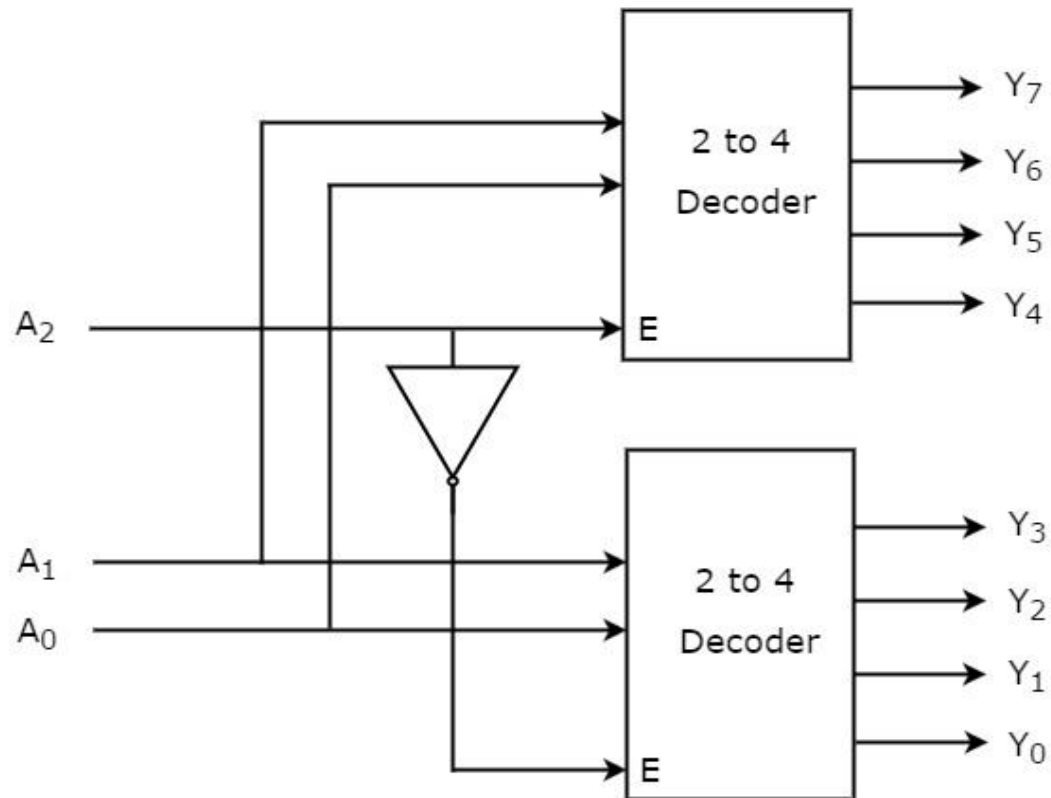 Y₇
2 to 4
Y₆
Decoder
Y₅
A₂
E
Y₄
Y₃
A₁
2 to 4
Y₂
A₀
Decoder
Y₁
Y₀
E